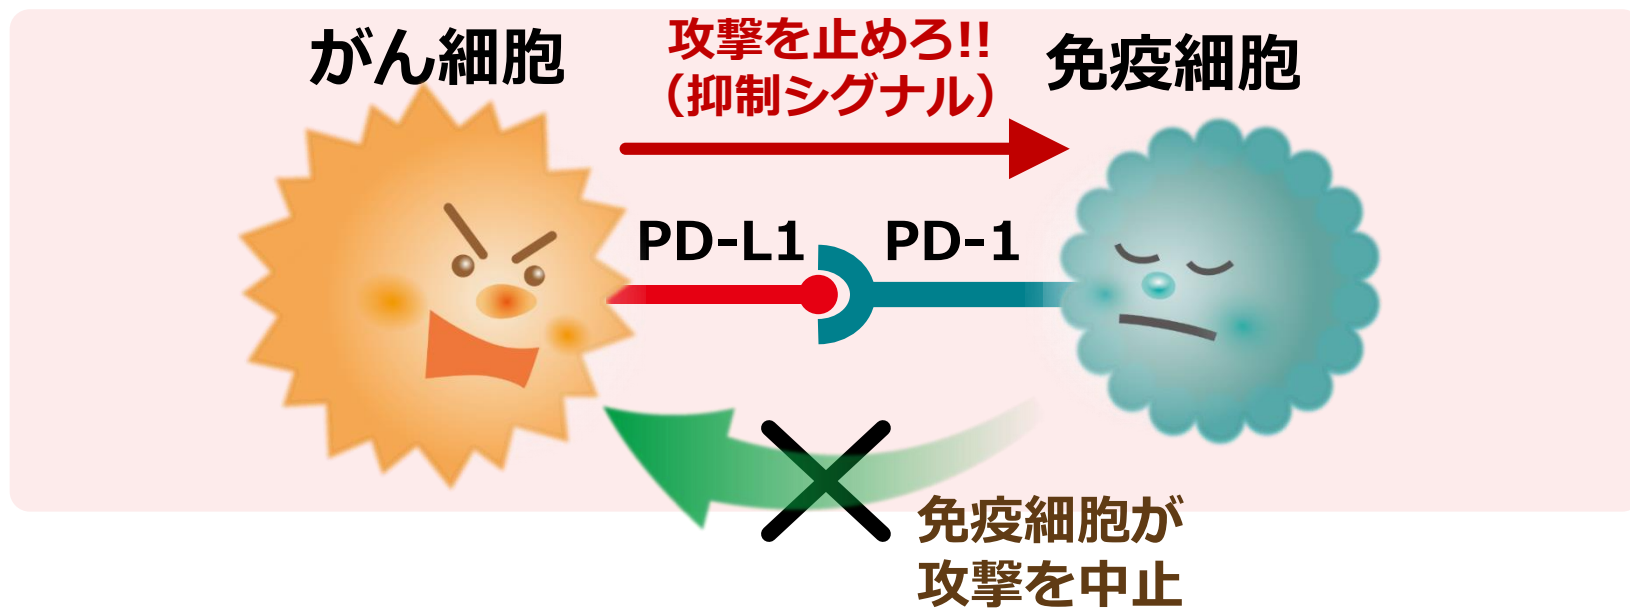 がん細胞
攻撃を止めろ!!
（抑制シグナル）
免疫細胞
PD-L1
PD-1
免疫細胞が
攻撃を中止